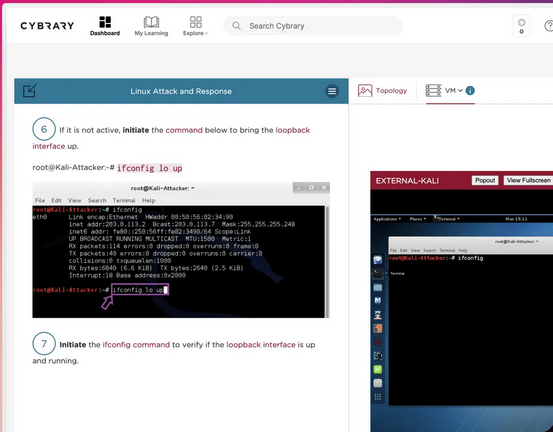 CYBRARY
Dashboard
My Learning
Explore
Search Cybrary
0
Linux Attack and Response
Topology
VM
6 If it is not active, initiate the command below to bring the loopback
interface up.
root@Kali-Attacker:~# ifconfig lo up
root@Kali-Attacker: ~
File Edit View Search Terminal Help
root@Kali-Attacker:~# ifconfig
eth0 Link encap:Ethernet HWaddr 00:50:56:02:34:90
inet addr:203.0.113.2 Bcast:203.0.113.7 Mask:255.255.255.248
inet6 addr: fe80::250:56ff:fe02:3490/64 Scope:Link
UP BROADCAST RUNNING MULTICAST MTU:1500 Metric:1
RX packets:114 errors:0 dropped:0 overruns:0 frame:0
TX packets:40 errors:0 dropped:0 overruns:0 carrier:0
collisions:0 txqueuelen:1000
RX bytes:6840 (6.6 KiB) TX bytes:2640 (2.5 KiB)
Interrupt:18 Base address:0x2000
root@Kali-Attacker:~# ifconfig lo up
7 Initiate the ifconfig command to verify if the loopback interface is up
and running.
EXTERNAL-KALI
Popout
View Fullscreen
Applications
Places
Terminal
Mon 15:11
root@Kali-Attacker: ~
File Edit View Search Terminal Help
root@Kali-Attacker:~# ifconfig
Terminal